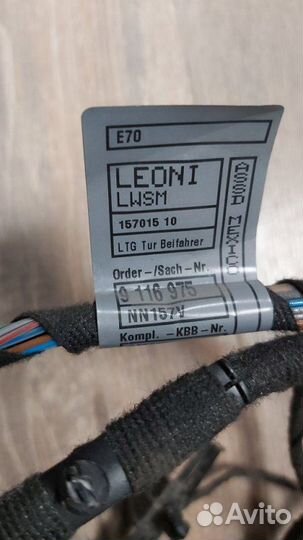 E70
LEONI
LWSM
157015 10
LTG Tur Beifahrer
ASSD MEXICO
Order-/Sach-Nr.
9 116 975
NN157V
Kompl. -KBB-Nr.
Avito